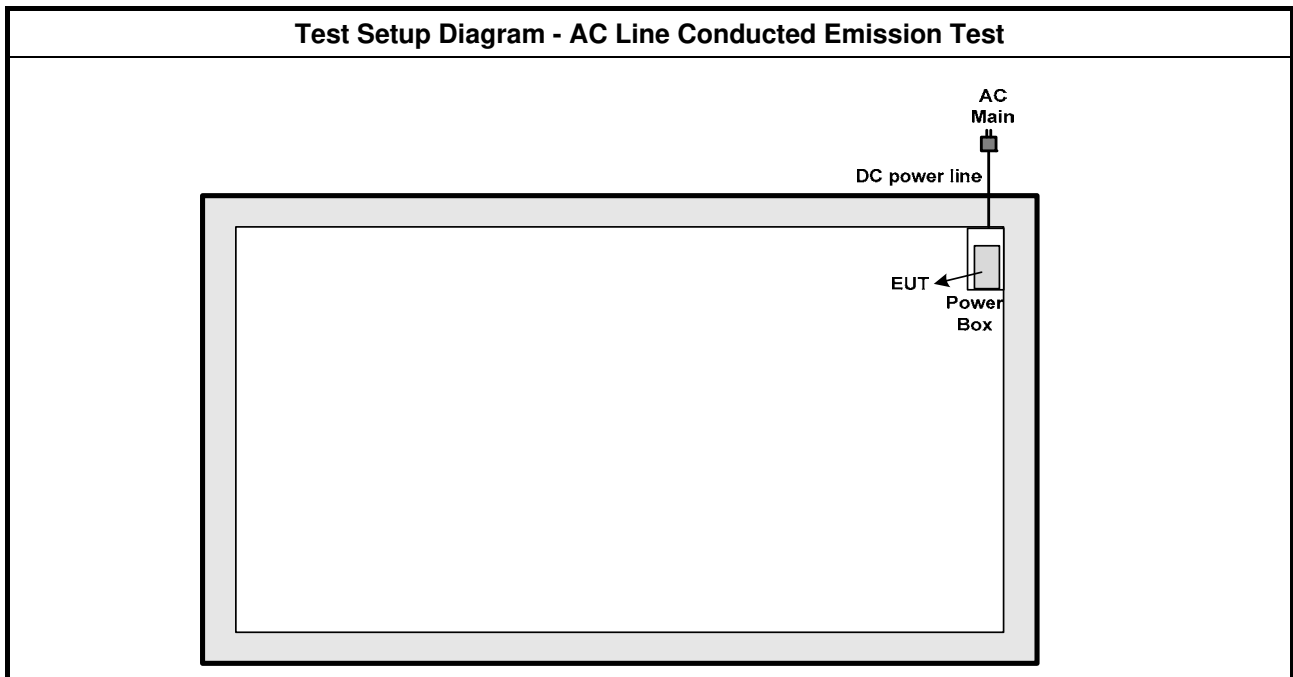 Test Setup Diagram - AC Line Conducted Emission Test
AC
Main
DC power line
EUT
Power
Box